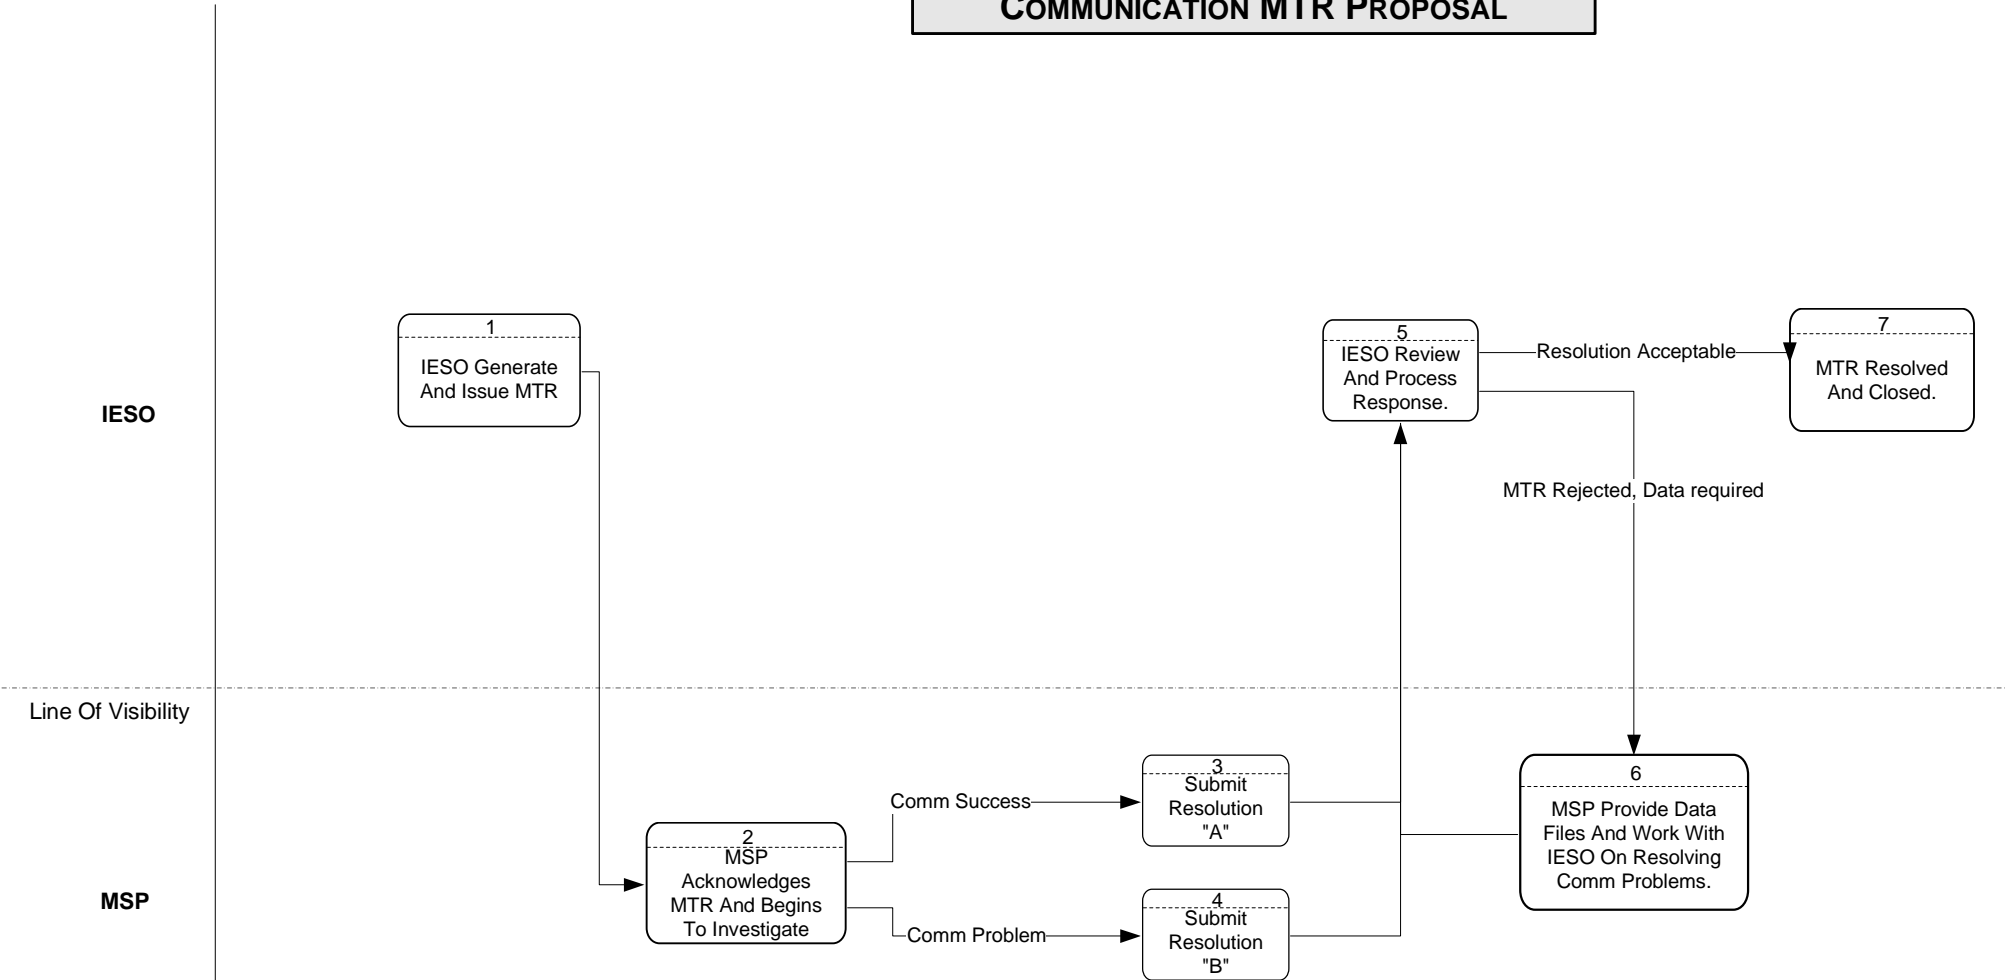 COMMUNICATION MTR PROPOSAL
1
IESO Generate
And Issue MTR
5
IESO Review
And Process
Response.
Resolution Acceptable
7
MTR Resolved
And Closed.
IESO
MTR Rejected, Data required
Line Of Visibility
2
MSP
Acknowledges
MTR And Begins
To Investigate
Comm Success
3
Submit
Resolution
"A"
6
MSP Provide Data
Files And Work With
IESO On Resolving
Comm Problems.
MSP
Comm Problem
4
Submit
Resolution
"B"